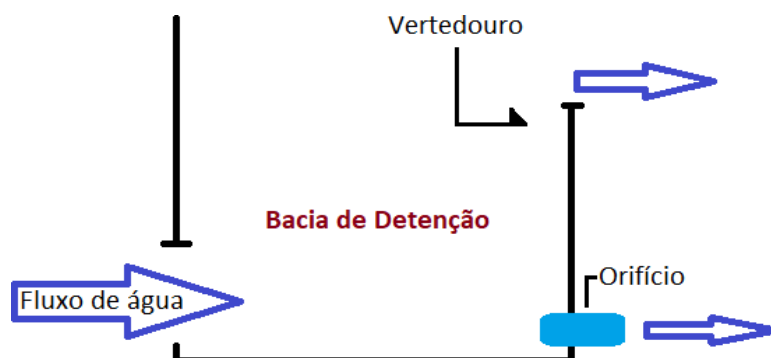 Vertedouro
Bacia de Detenção
Orifício
Fluxo de água